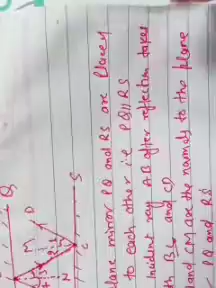 Q
S
D
M
B
N
C
lane mirror PQ and RS are placed
to each other i.e PQ || RS
incident ray AB after reflection takes
th BC and CD
and CM are the normals to the plane
PQ and RS